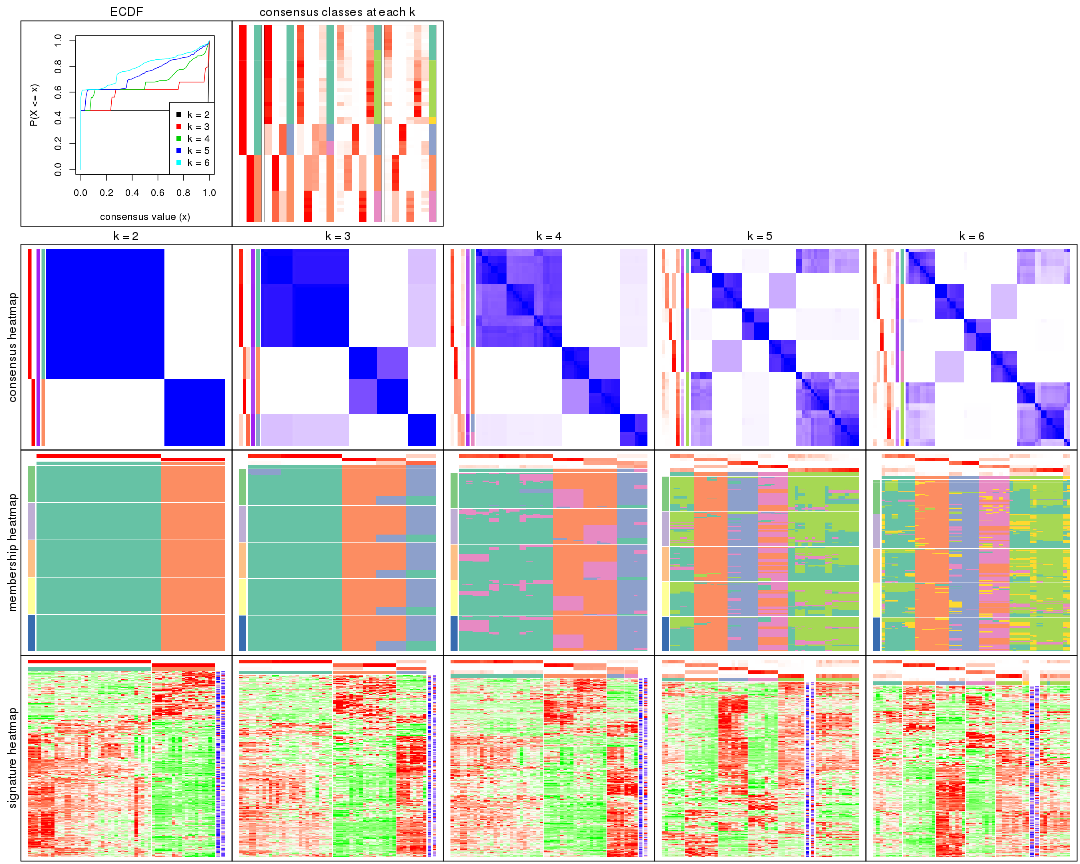 ECDF
consensus classes at each k
P(X <= x)
0.0 0.2 0.4 0.6 0.8 1.0
k = 2
k = 3
k = 4
k = 5
k = 6
0.0 0.2 0.4 0.6 0.8 1.0
consensus value (x)
k = 2
k = 3
k = 4
k = 5
k = 6
consensus heatmap
membership heatmap
signature heatmap